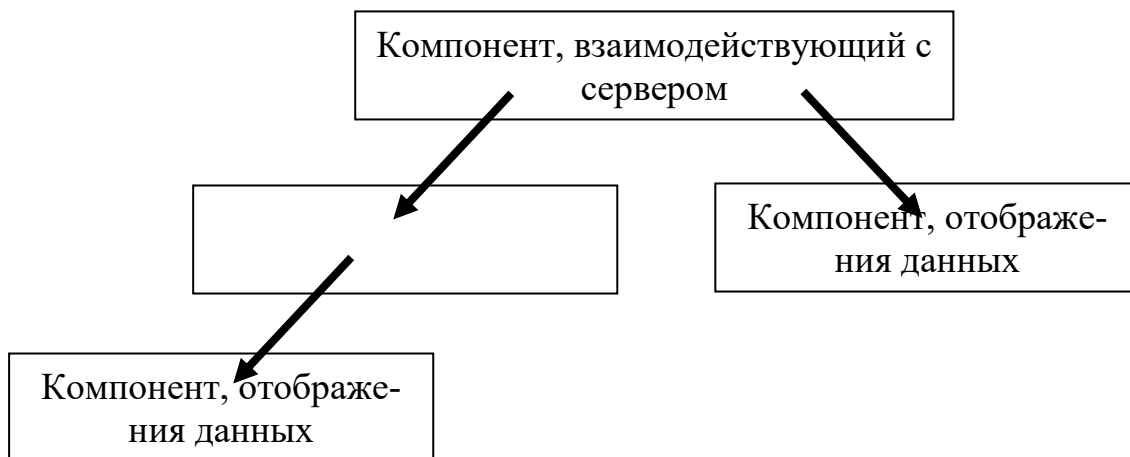 Компонент, взаимодействующий с
сервером
Компонент, отображе-
ния данных
Компонент, отображе-
ния данных